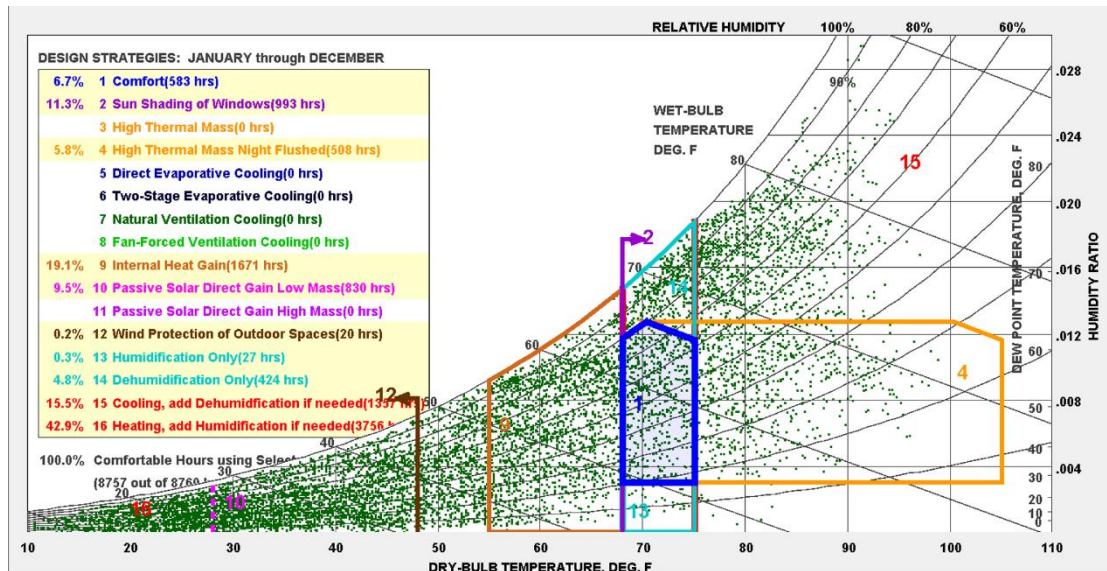 RELATIVE HUMIDITY 100% 80% 60%
DESIGN STRATEGIES: JANUARY through DECEMBER
6.7% 1 Comfort(583 hrs)
11.3% 2 Sun Shading of Windows(993 hrs)
3 High Thermal Mass(0 hrs)
5.8% 4 High Thermal Mass Night Flushed(508 hrs)
5 Direct Evaporative Cooling(0 hrs)
6 Two-Stage Evaporative Cooling(0 hrs)
7 Natural Ventilation Cooling(0 hrs)
8 Fan-Forced Ventilation Cooling(0 hrs)
19.1% 9 Internal Heat Gain(1671 hrs)
9.5% 10 Passive Solar Direct Gain Low Mass(830 hrs)
11 Passive Solar Direct Gain High Mass(0 hrs)
0.2% 12 Wind Protection of Outdoor Spaces(20 hrs)
0.3% 13 Humidification Only(27 hrs)
4.8% 14 Dehumidification Only(424 hrs)
15.5% 15 Cooling, add Dehumidfication if needed(1357 hrs)
42.9% 16 Heating, add Humidification if needed(3756 h
100.0% Comfortable Hours using Select
(8757 out of 8760
WET-BULB
TEMPERATURE
DEG. F
90%
80
70
60
50
40
30
20
15
2
14
12
9
1
4
10
16
13
DEW POINT TEMPERATURE, DEG. F
80
70
60
50
40
30
20
10
0
.028
.024
.020
.016
.012
.008
.004
HUMIDITY RATIO
10 20 30 40 50 60 70 80 90 100 110
DRY-BULB TEMPERATURE, DEG. F